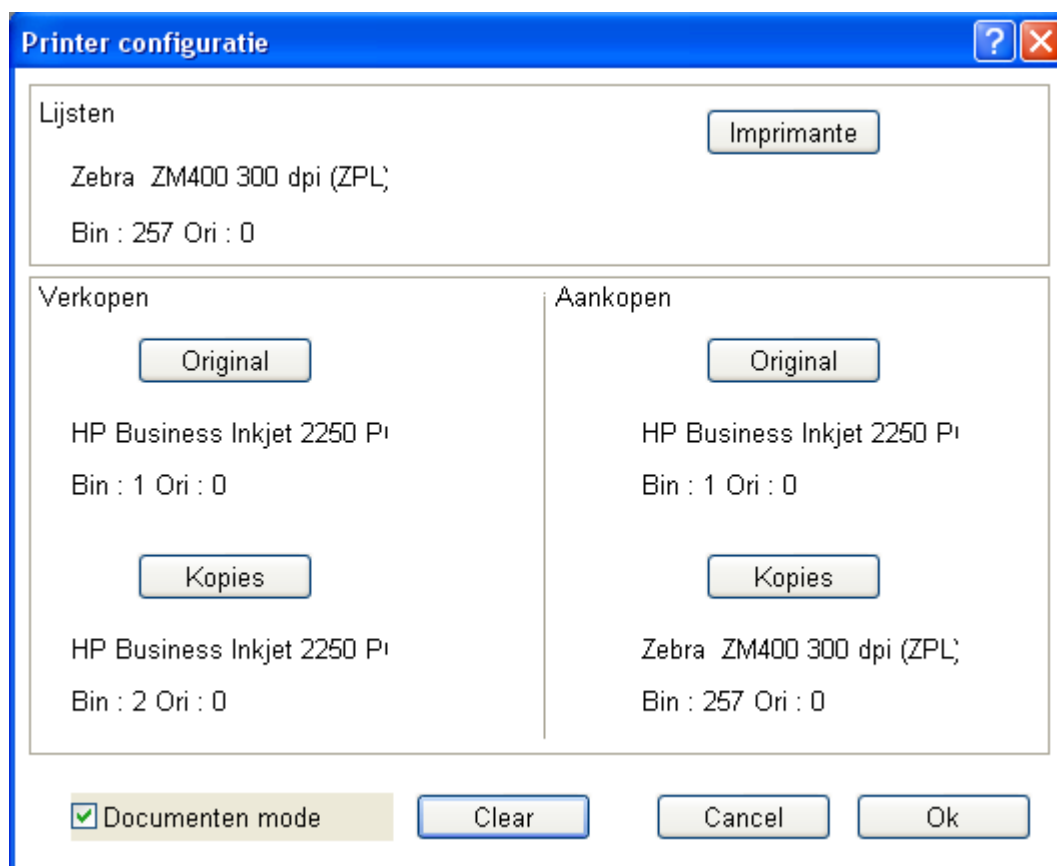 Printer configuratie
Lijsten
Imprimante
Zebra ZM400 300 dpi (ZPL)
Bin : 257 Ori : 0
Verkopen
Aankopen
Original
Original
HP Business Inkjet 2250
HP Business Inkjet 2250
Bin : 1 Ori : 0
Bin : 1 Ori : 0
Kopies
Kopies
HP Business Inkjet 2250
Zebra ZM400 300 dpi (ZPL)
Bin : 2 Ori : 0
Bin : 257 Ori : 0
Documenten mode
Clear
Cancel
Ok